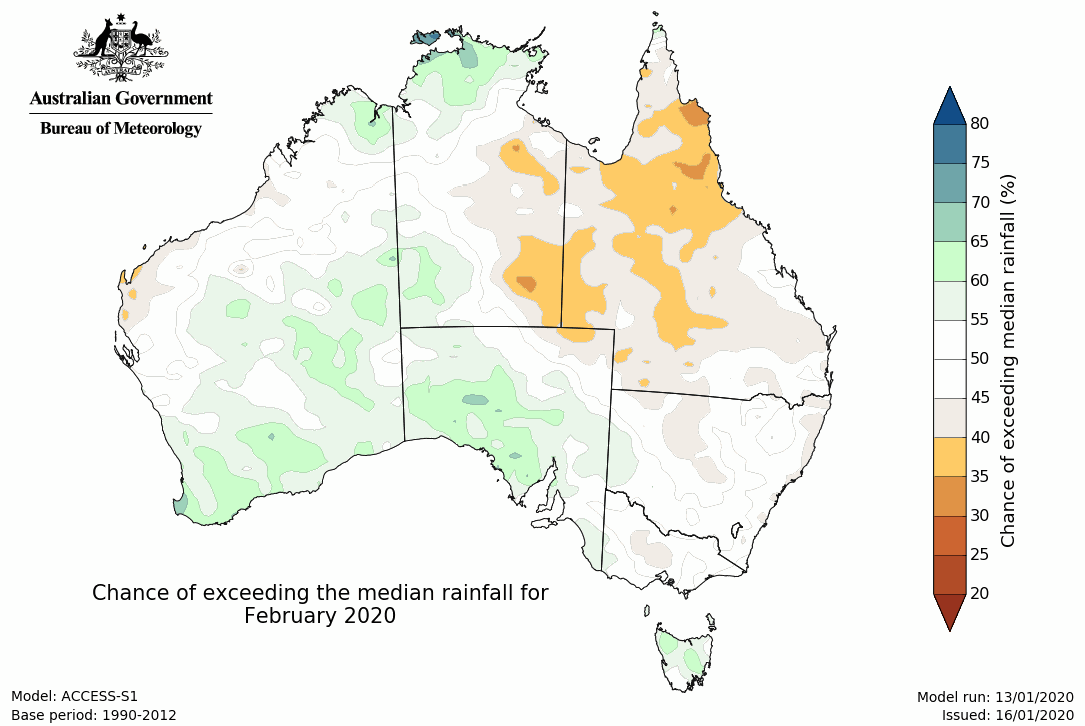 AUSTRALIA
Australian Government
Bureau of Meteorology
80
75
70
65
60
55
50
45
40
35
30
25
20
Chance of exceeding median rainfall (%)
Chance of exceeding the median rainfall for
February 2020
Model: ACCESS-S1
Base period: 1990-2012
Model run: 13/01/2020
Issued: 16/01/2020